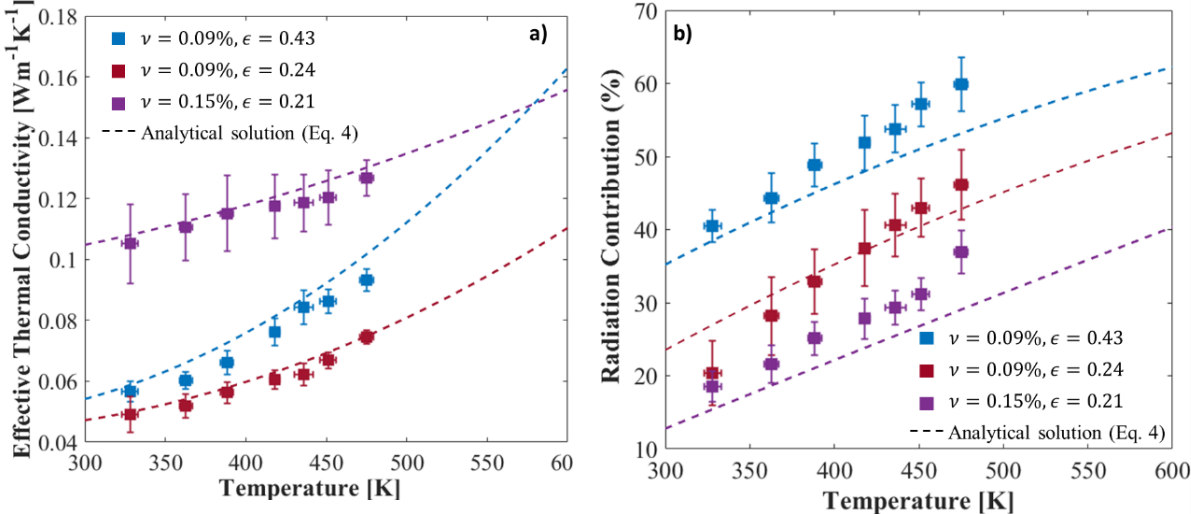 Effective Thermal Conductivity [Wm⁻¹K⁻¹]
0.18
0.16
0.14
0.12
0.1
0.08
0.06
0.04
a)
ν = 0.09%, ϵ = 0.43
ν = 0.09%, ϵ = 0.24
ν = 0.15%, ϵ = 0.21
Analytical solution (Eq. 4)
300 350 400 450 500 550 60
Temperature [K]
Radiation Contribution (%)
70
60
50
40
30
20
10
b)
ν = 0.09%, ϵ = 0.43
ν = 0.09%, ϵ = 0.24
ν = 0.15%, ϵ = 0.21
Analytical solution (Eq. 4)
300 350 400 450 500 550 600
Temperature [K]